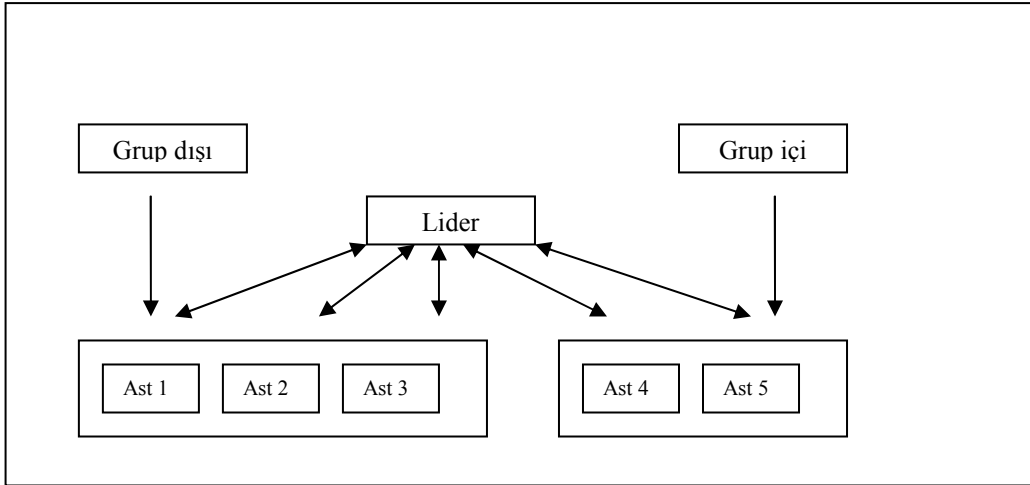 Grup dışı
Grup içi
Lider
Ast 1
Ast 2
Ast 3
Ast 4
Ast 5